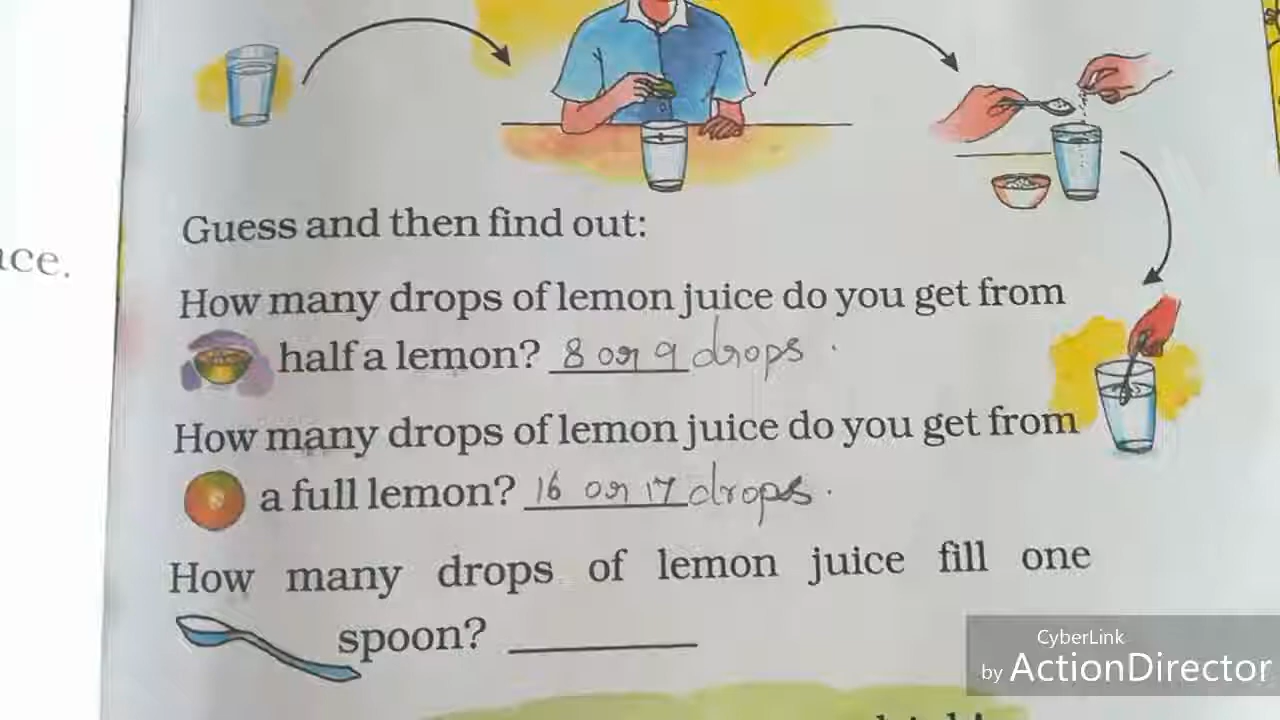 ice.
Guess and then find out:
How many drops of lemon juice do you get from
half a lemon? 8 or 9 drops.
How many drops of lemon juice do you get from
a full lemon? 16 or 17 drops.
How many drops of lemon juice fill one
spoon? ________
CyberLink
by ActionDirector